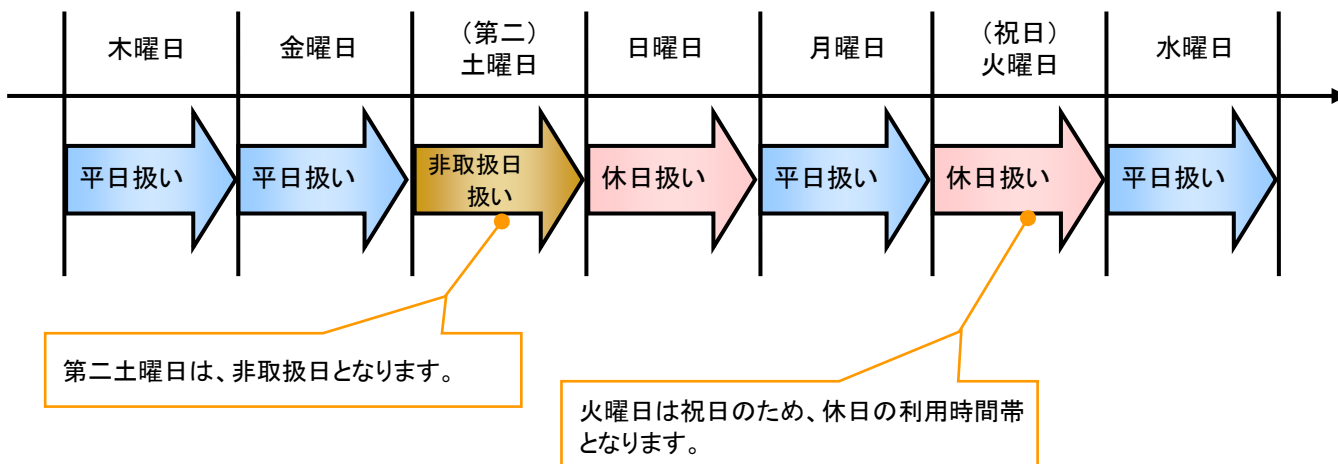 木曜日
金曜日
（第二）
土曜日
日曜日
月曜日
（祝日）
火曜日
水曜日
平日扱い
平日扱い
非取扱日
扱い
休日扱い
平日扱い
休日扱い
平日扱い
第二土曜日は、非取扱日となります。
火曜日は祝日のため、休日の利用時間帯
となります。